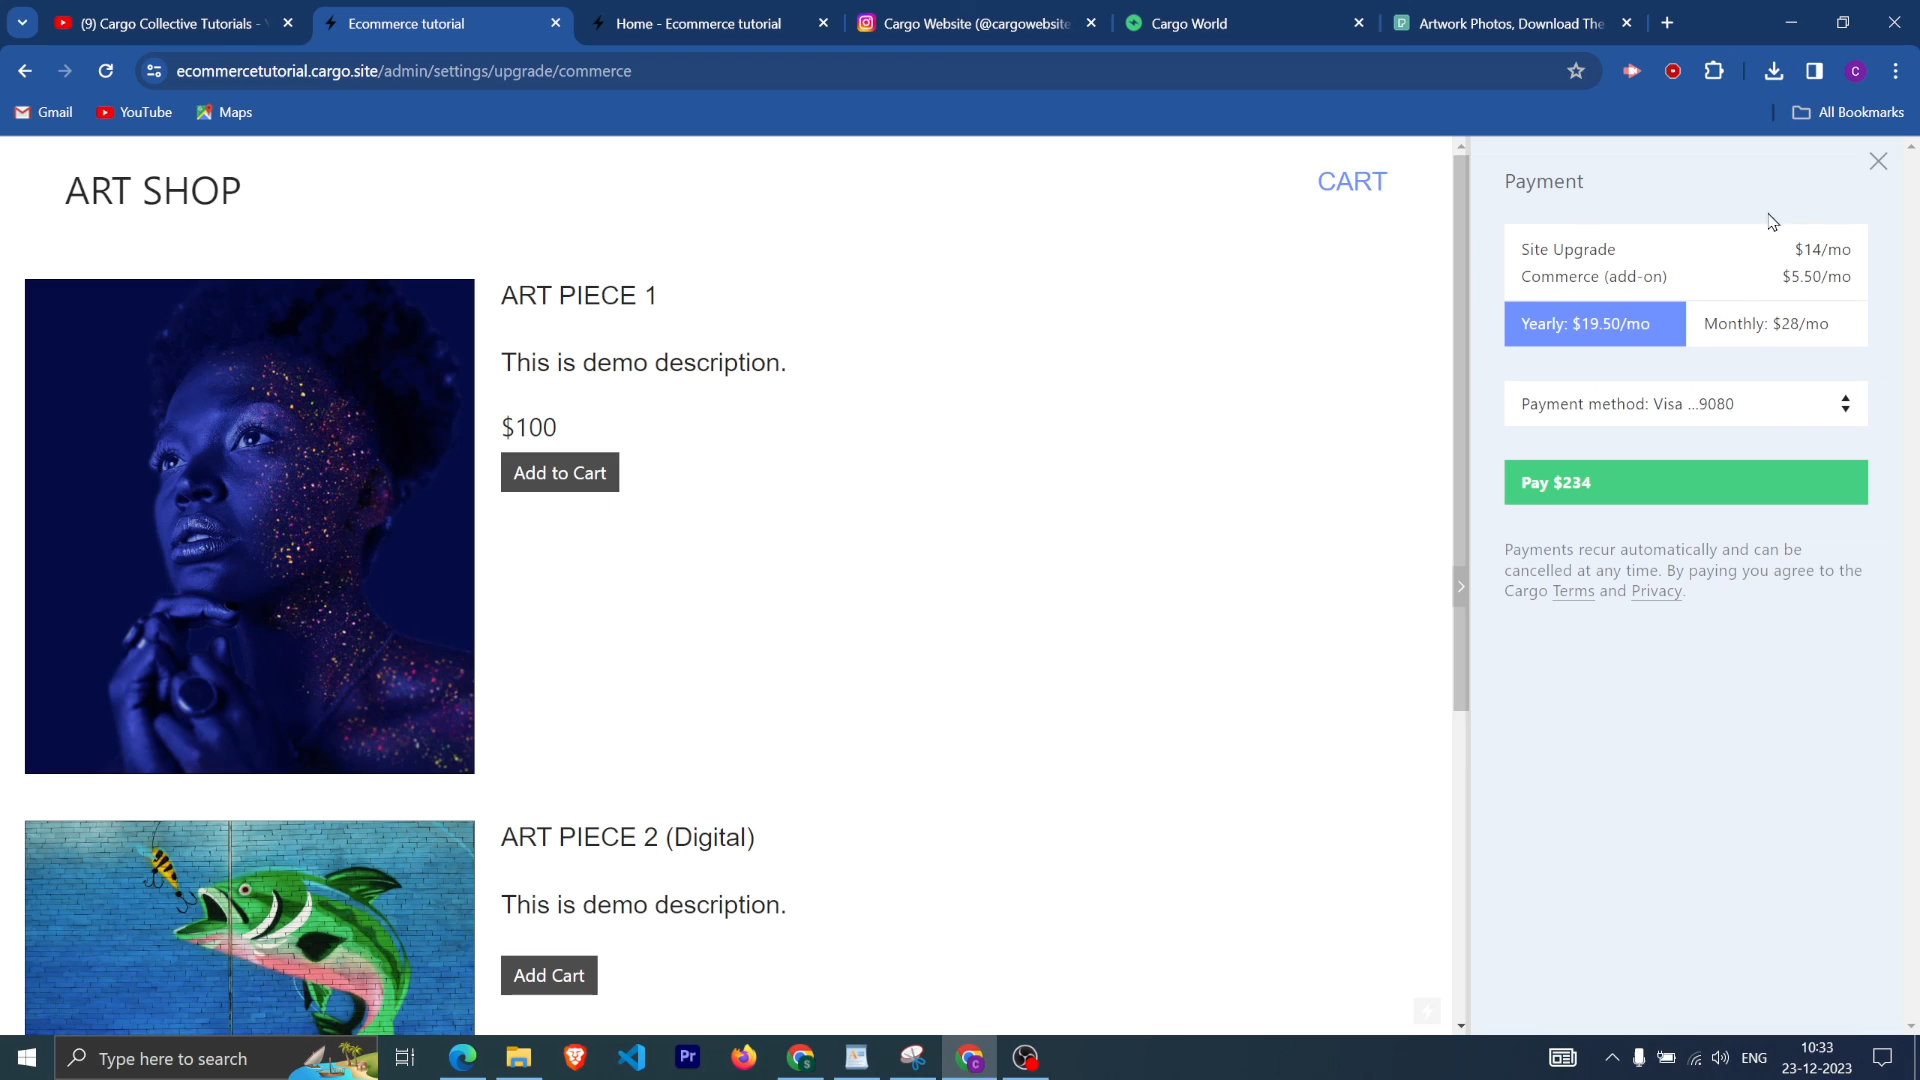 (9) Cargo Collective Tutorials -
Ecommerce tutorial
Home - Ecommerce tutorial
Cargo Website (@cargowebsite
Cargo World
Artwork Photos, Download The
ecommercetutorial.cargo.site/admin/settings/upgrade/commerce
C
Gmail
YouTube
Maps
All Bookmarks
ART SHOP
CART
ART PIECE 1
This is demo description.
$100
Add to Cart
ART PIECE 2 (Digital)
This is demo description.
Add Cart
Payment
Site Upgrade $14/mo
Commerce (add-on) $5.50/mo
Yearly: $19.50/mo Monthly: $28/mo
Payment method: Visa ...9080
Pay $234
Payments recur automatically and can be
cancelled at any time. By paying you agree to the
Cargo Terms and Privacy.
Type here to search
Pr
ENG
10:33
23-12-2023